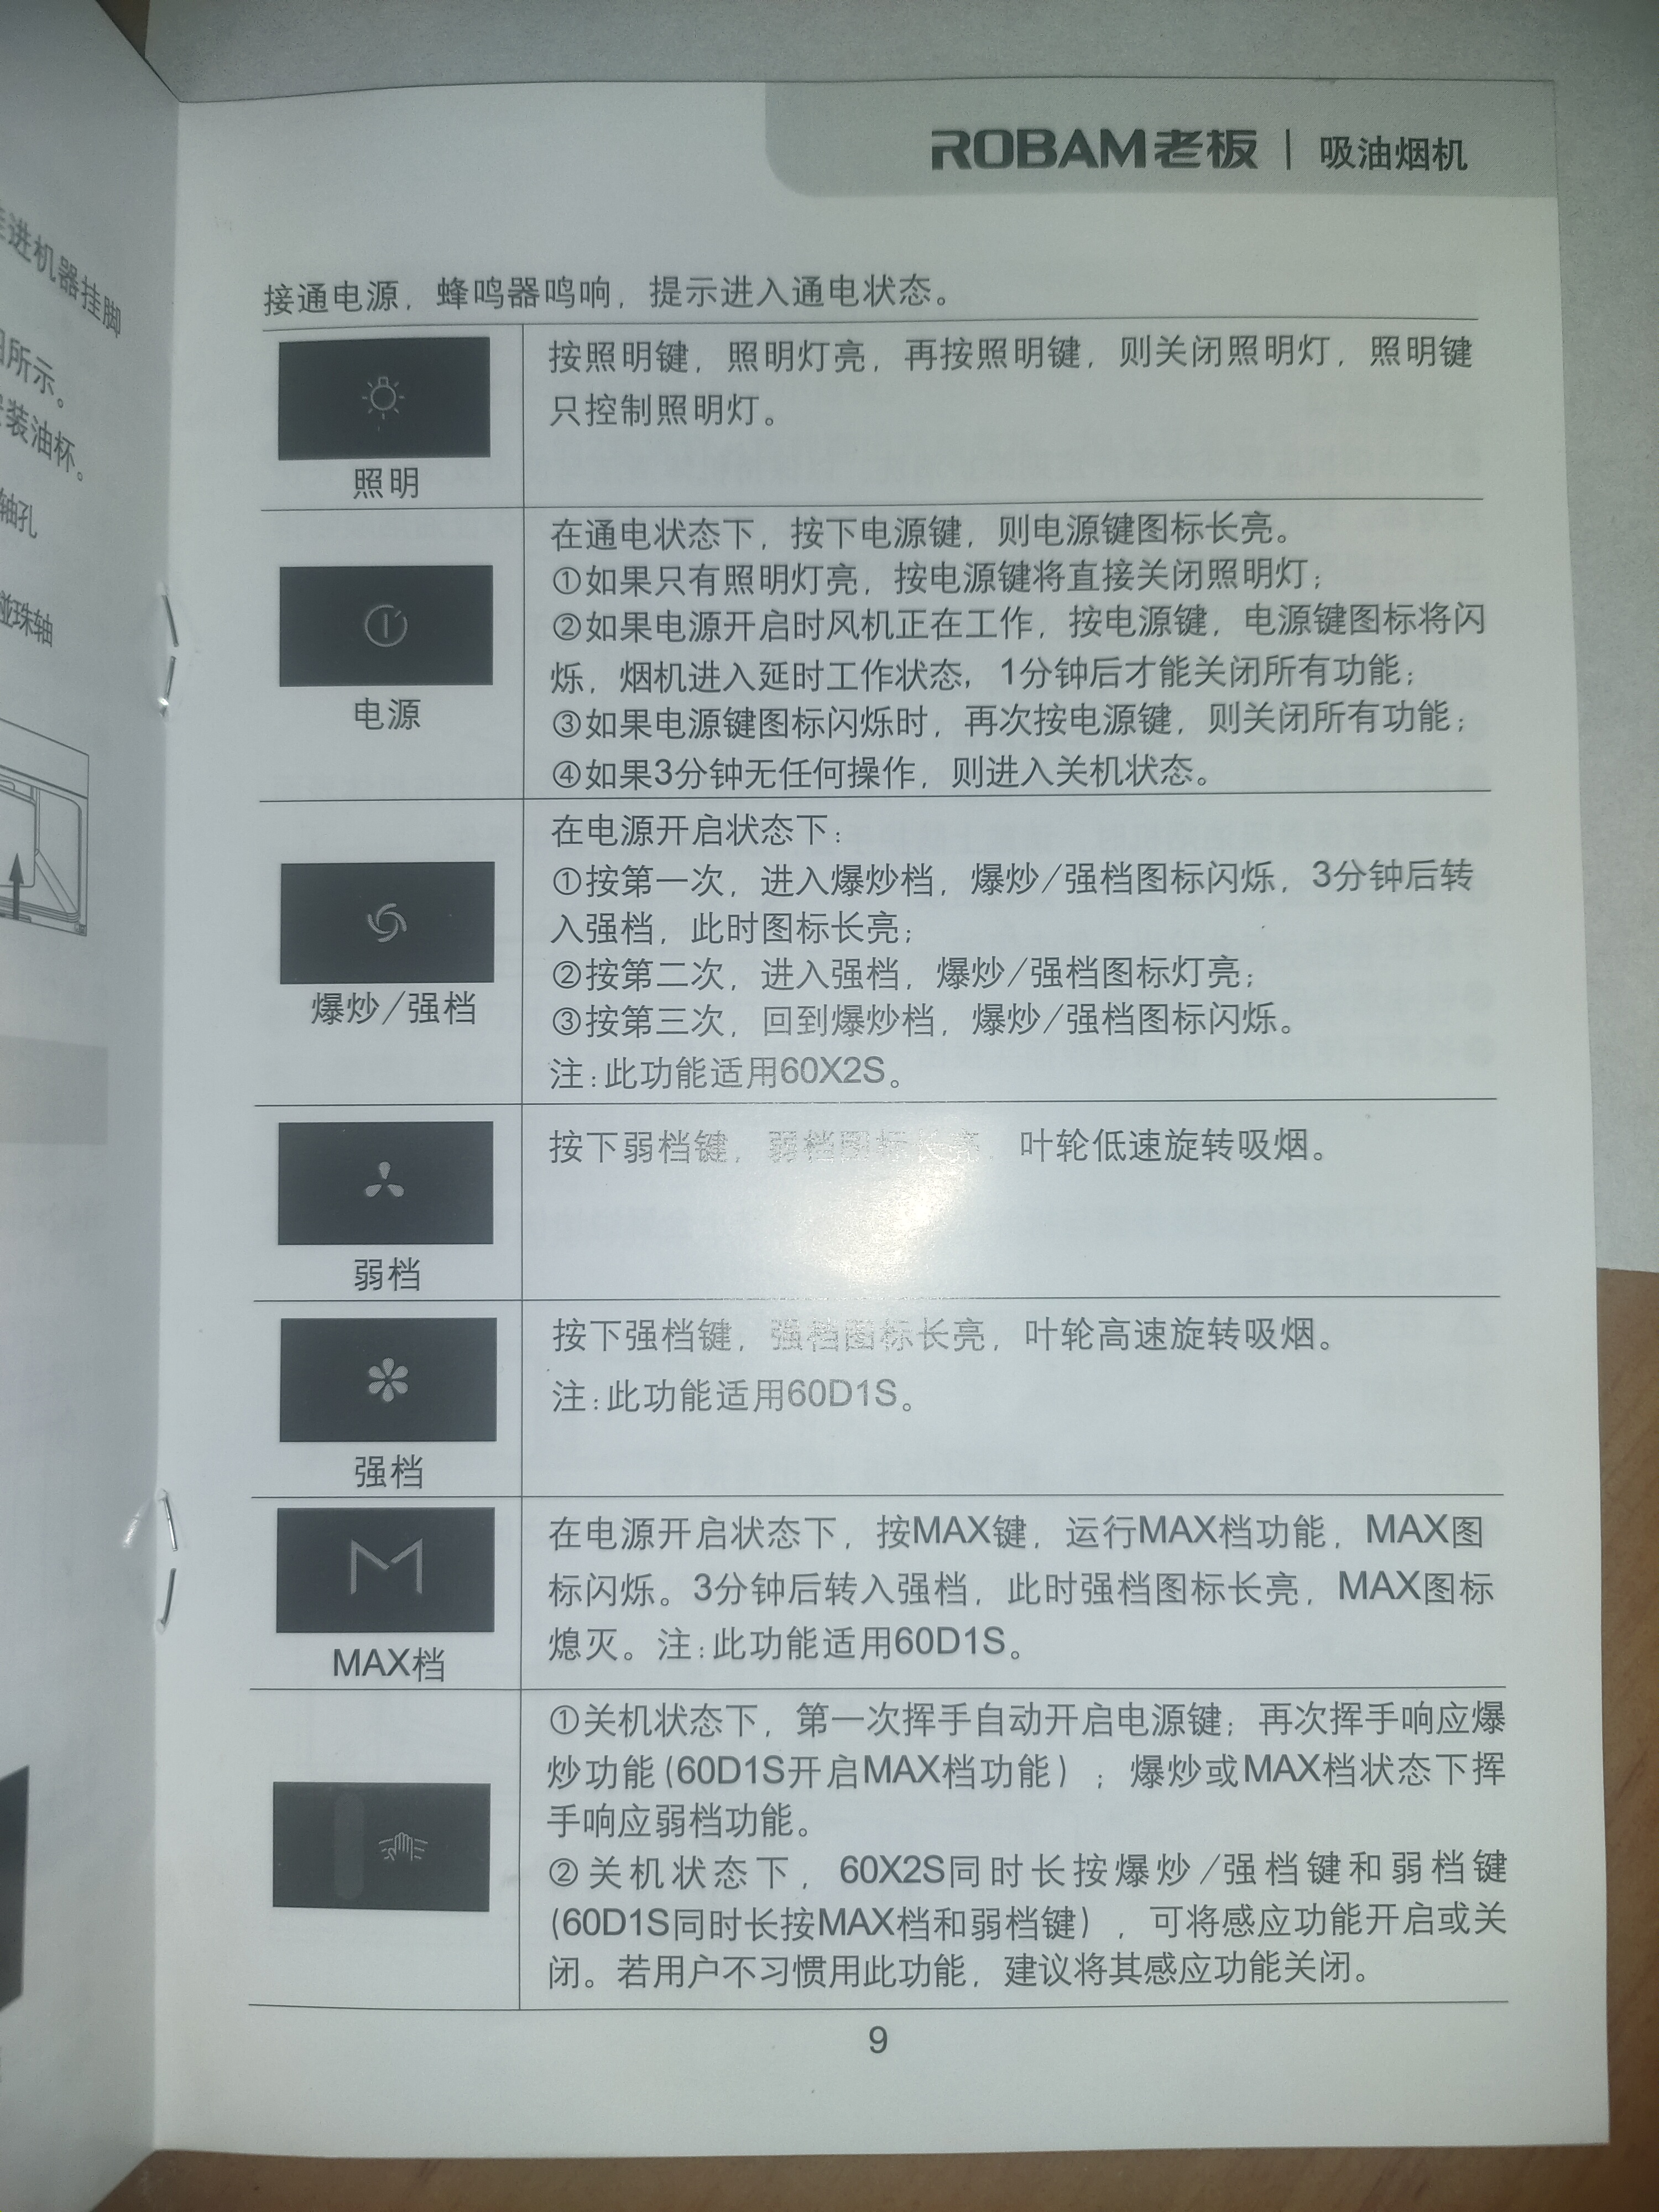 进机器挂脚
所示。
装油杯。
轴孔
碰珠轴
ROBAM老板 | 吸油烟机
接通电源，蜂鸣器鸣响，提示进入通电状态。
照明
按照明键，照明灯亮，再按照明键，则关闭照明灯，照明键
只控制照明灯。
电源
在通电状态下，按下电源键，则电源键图标长亮。
①如果只有照明灯亮，按电源键将直接关闭照明灯；
②如果电源开启时风机正在工作，按电源键，电源键图标将闪
烁，烟机进入延时工作状态，1分钟后才能关闭所有功能；
③如果电源键图标闪烁时，再次按电源键，则关闭所有功能；
④如果3分钟无任何操作，则进入关机状态。
爆炒/强档
在电源开启状态下：
①按第一次，进入爆炒档，爆炒/强档图标闪烁，3分钟后转
入强档，此时图标长亮；
②按第二次，进入强档，爆炒/强档图标灯亮；
③按第三次，回到爆炒档，爆炒/强档图标闪烁。
注：此功能适用60X2S。
弱档
按下弱档键，弱档图标长亮，叶轮低速旋转吸烟。
强档
按下强档键，强档图标长亮，叶轮高速旋转吸烟。
注：此功能适用60D1S。
M
MAX档
在电源开启状态下，按MAX键，运行MAX档功能，MAX图
标闪烁。3分钟后转入强档，此时强档图标长亮，MAX图标
熄灭。注：此功能适用60D1S。
①关机状态下，第一次挥手自动开启电源键；再次挥手响应爆
炒功能(60D1S开启MAX档功能）；爆炒或MAX档状态下挥
手响应弱档功能。
②关机状态下，60X2S同时长按爆炒/强档键和弱档键
(60D1S同时长按MAX档和弱档键），可将感应功能开启或关
闭。若用户不习惯用此功能，建议将其感应功能关闭。
9